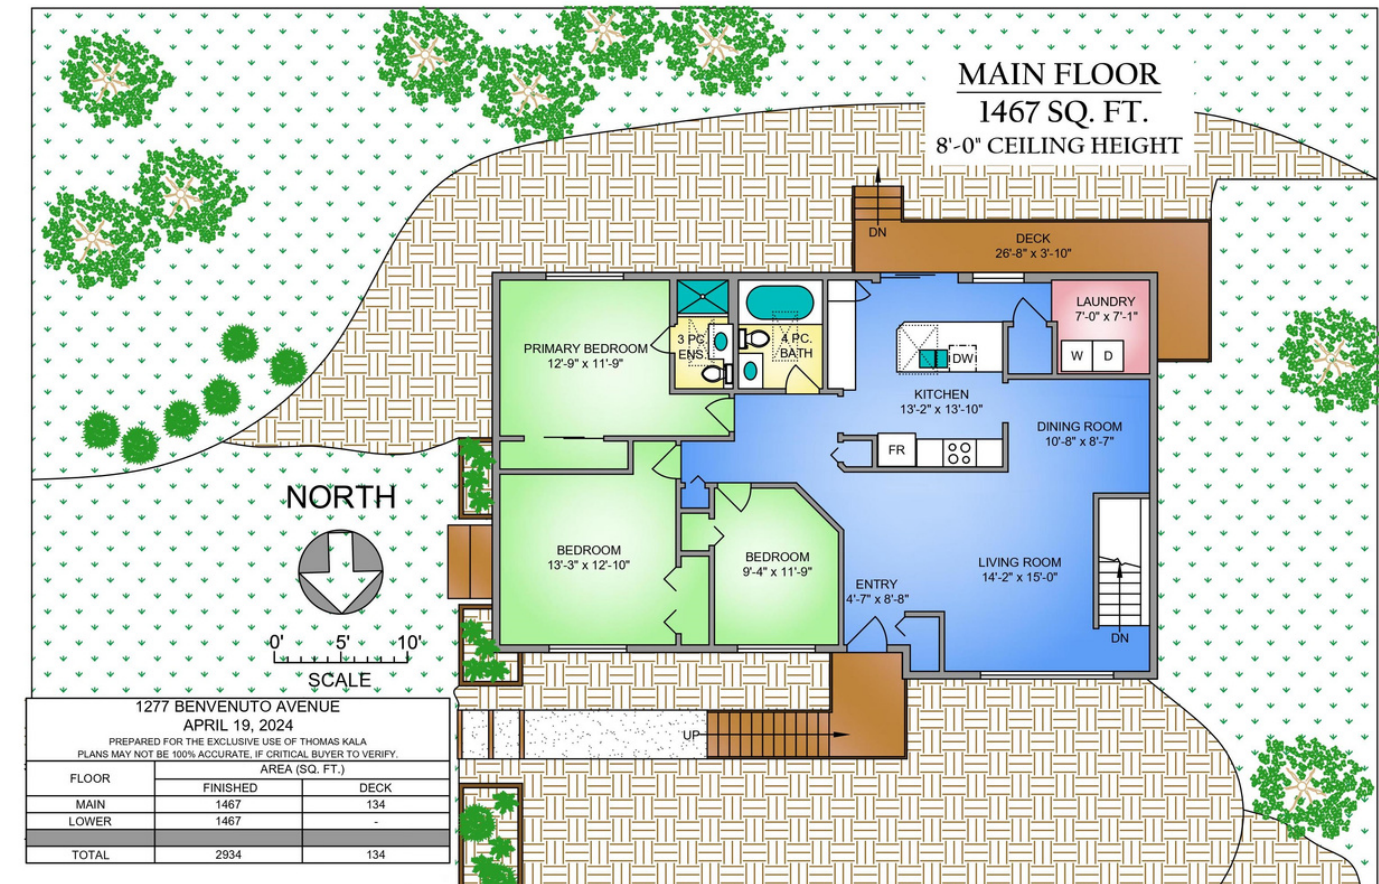 MAIN FLOOR
1467 SQ. FT.
8'-0" CEILING HEIGHT
DN
DECK
26'-8" x 3'-10"
LAUNDRY
7'-0" x 7'-1"
W D
PRIMARY BEDROOM
12'-9" x 11'-9"
3 PC.
ENS.
4 PC.
BATH
DW
KITCHEN
13'-2" x 13'-10"
DINING ROOM
10'-8" x 8'-7"
FR
BEDROOM
13'-3" x 12'-10"
BEDROOM
9'-4" x 11'-9"
ENTRY
4'-7" x 8'-8"
LIVING ROOM
14'-2" x 15'-0"
DN
UP
NORTH
0' 5' 10'
SCALE
1277 BENVENUTO AVENUE
APRIL 19, 2024
PREPARED FOR THE EXCLUSIVE USE OF THOMAS KALA
PLANS MAY NOT BE 100% ACCURATE, IF CRITICAL BUYER TO VERIFY.
FLOOR AREA (SQ. FT.)
FINISHED DECK
MAIN 1467 134
LOWER 1467 -
TOTAL 2934 134